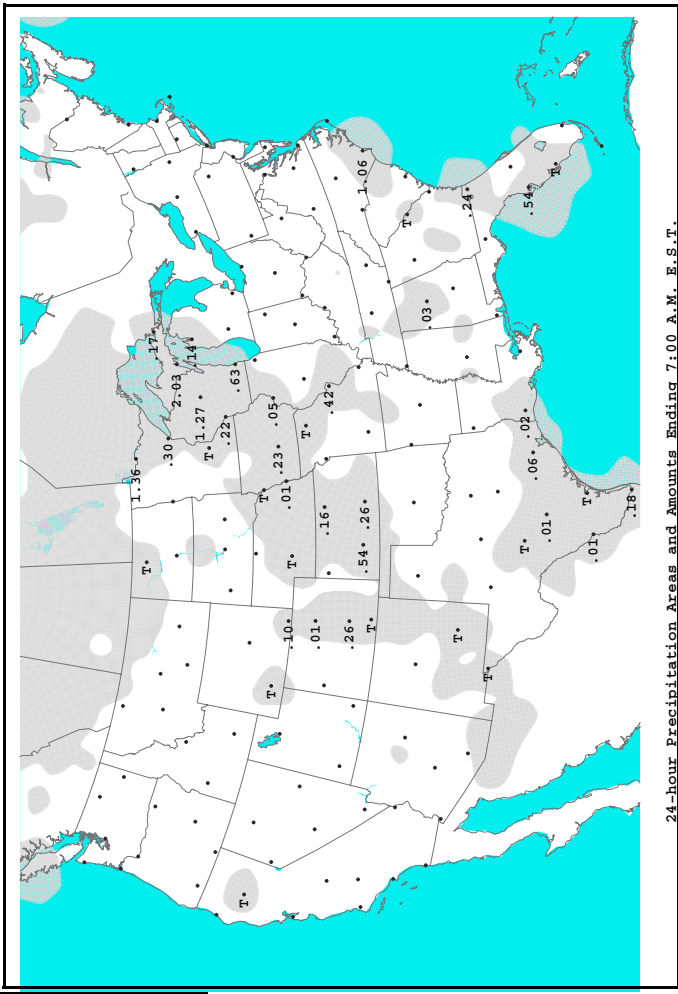 T 1.36
.17
.30
2.03
.14
1.27
T
.22
.63
T
T
T
.05
.23
.01
.10
T
T
.01
.16
.42
.26
.54
1.06
.26
T
T
.03
T
.24
T
T
.02
.54
.06
.01
T
T
.01
.18
24-hour Precipitation Areas and Amounts Ending 7:00 A.M. E.S.T.